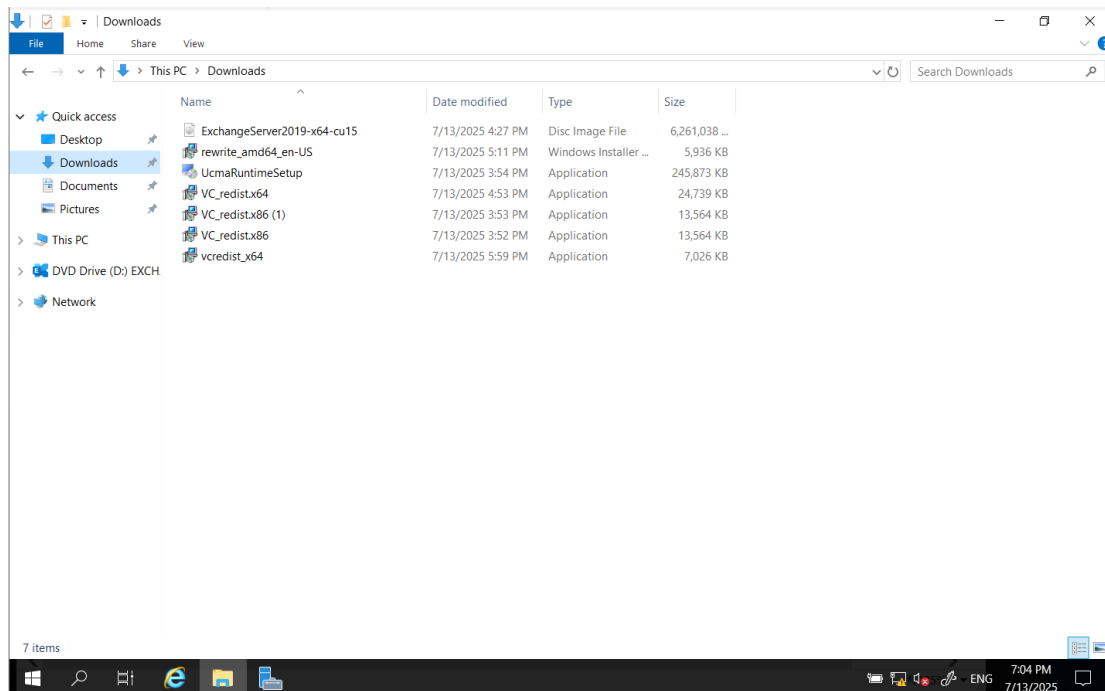 Downloads
File Home Share View
This PC > Downloads
Search Downloads
Name Date modified Type Size
Quick access
Desktop
Downloads
Documents
Pictures
This PC
DVD Drive (D:) EXCH
Network
ExchangeServer2019-x64-cu15 7/13/2025 4:27 PM Disc Image File 6,261,038 ...
rewrite_amd64_en-US 7/13/2025 5:11 PM Windows Installer ... 5,936 KB
UcmaRuntimeSetup 7/13/2025 3:54 PM Application 245,873 KB
VC_redist.x64 7/13/2025 4:53 PM Application 24,739 KB
VC_redist.x86 (1) 7/13/2025 3:53 PM Application 13,564 KB
VC_redist.x86 7/13/2025 3:52 PM Application 13,564 KB
vcredist_x64 7/13/2025 5:59 PM Application 7,026 KB
7 items
ENG
7:04 PM
7/13/2025